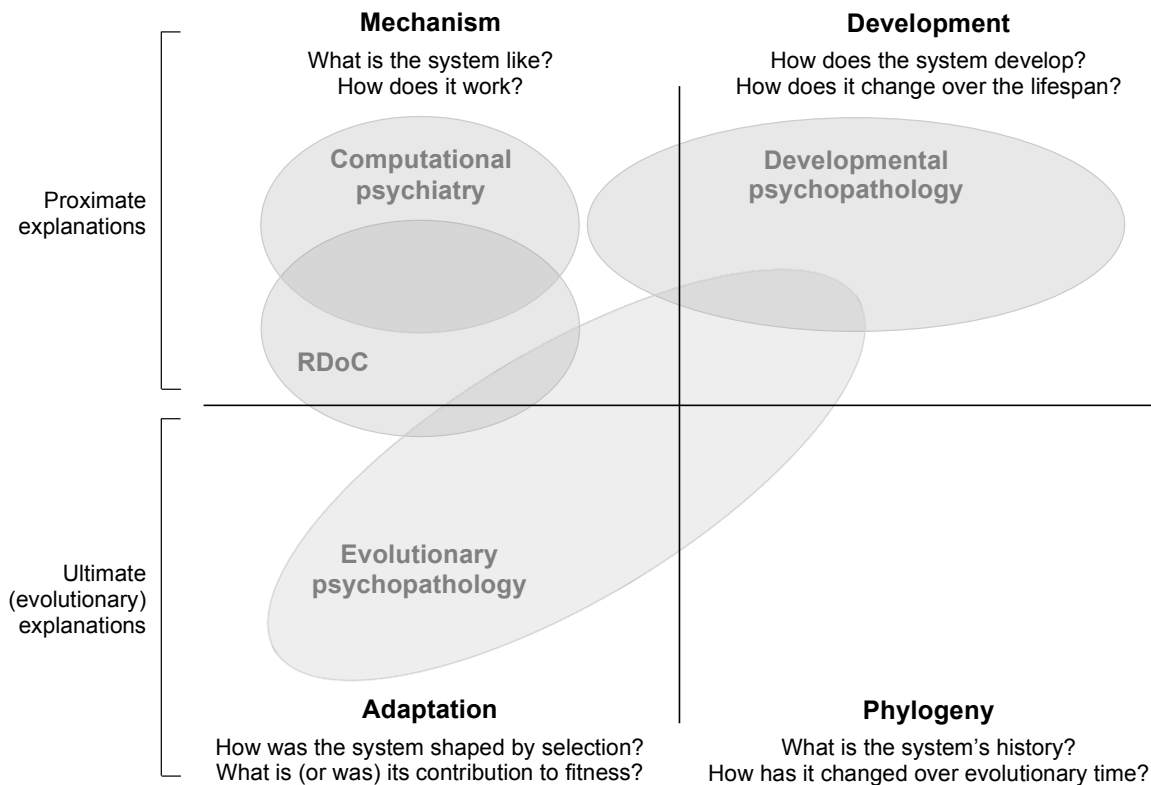 Mechanism
What is the system like?
How does it work?
Development
How does the system develop?
How does it change over the lifespan?
Proximate
explanations
Computational
psychiatry
Developmental
psychopathology
RDoC
Ultimate
(evolutionary)
explanations
Evolutionary
psychopathology
Adaptation
How was the system shaped by selection?
What is (or was) its contribution to fitness?
Phylogeny
What is the system’s history?
How has it changed over evolutionary time?